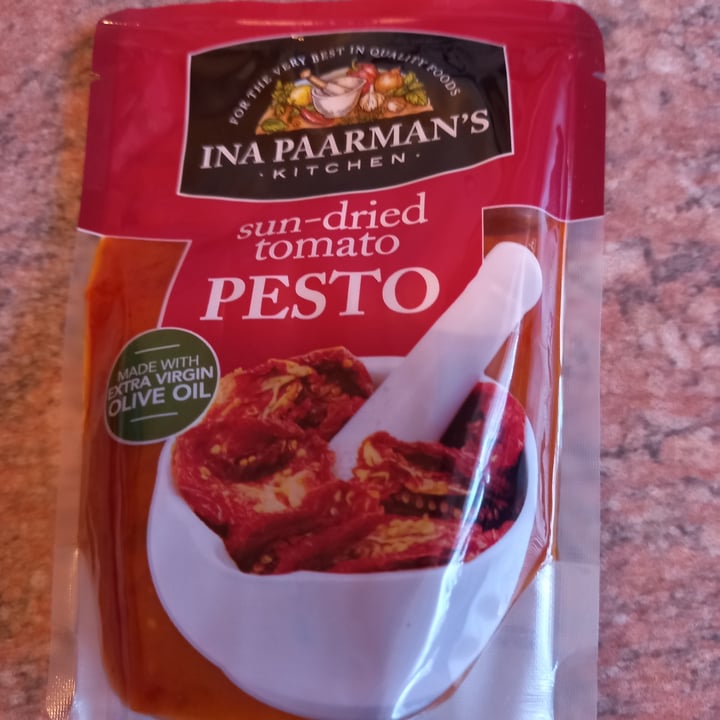 FOR THE VERY BEST IN QUALITY FOODS
INA PAARMAN'S
· KITCHEN ·
sun-dried
tomato
PESTO
MADE WITH
EXTRA VIRGIN
OLIVE OIL